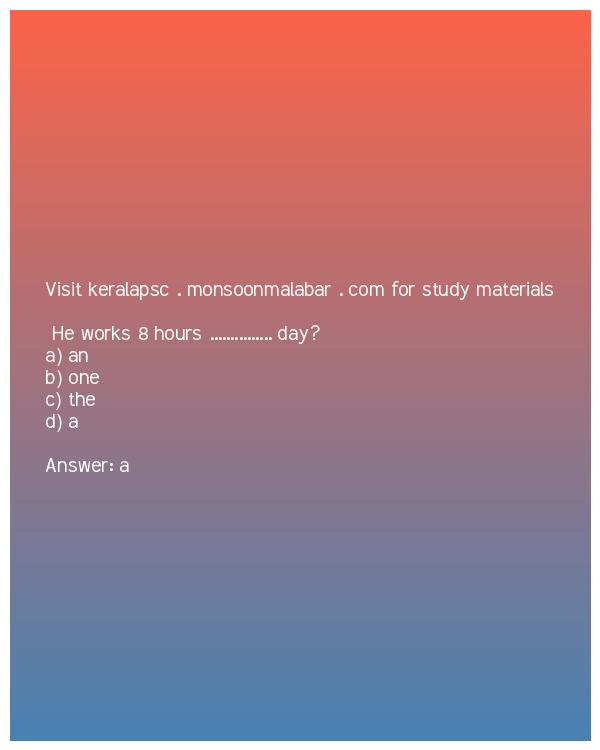 Visit keralapsc . monsoonmalabar . com for study materials
He works 8 hours ............... day?
a) an
b) one
c) the
d) a
Answer: a